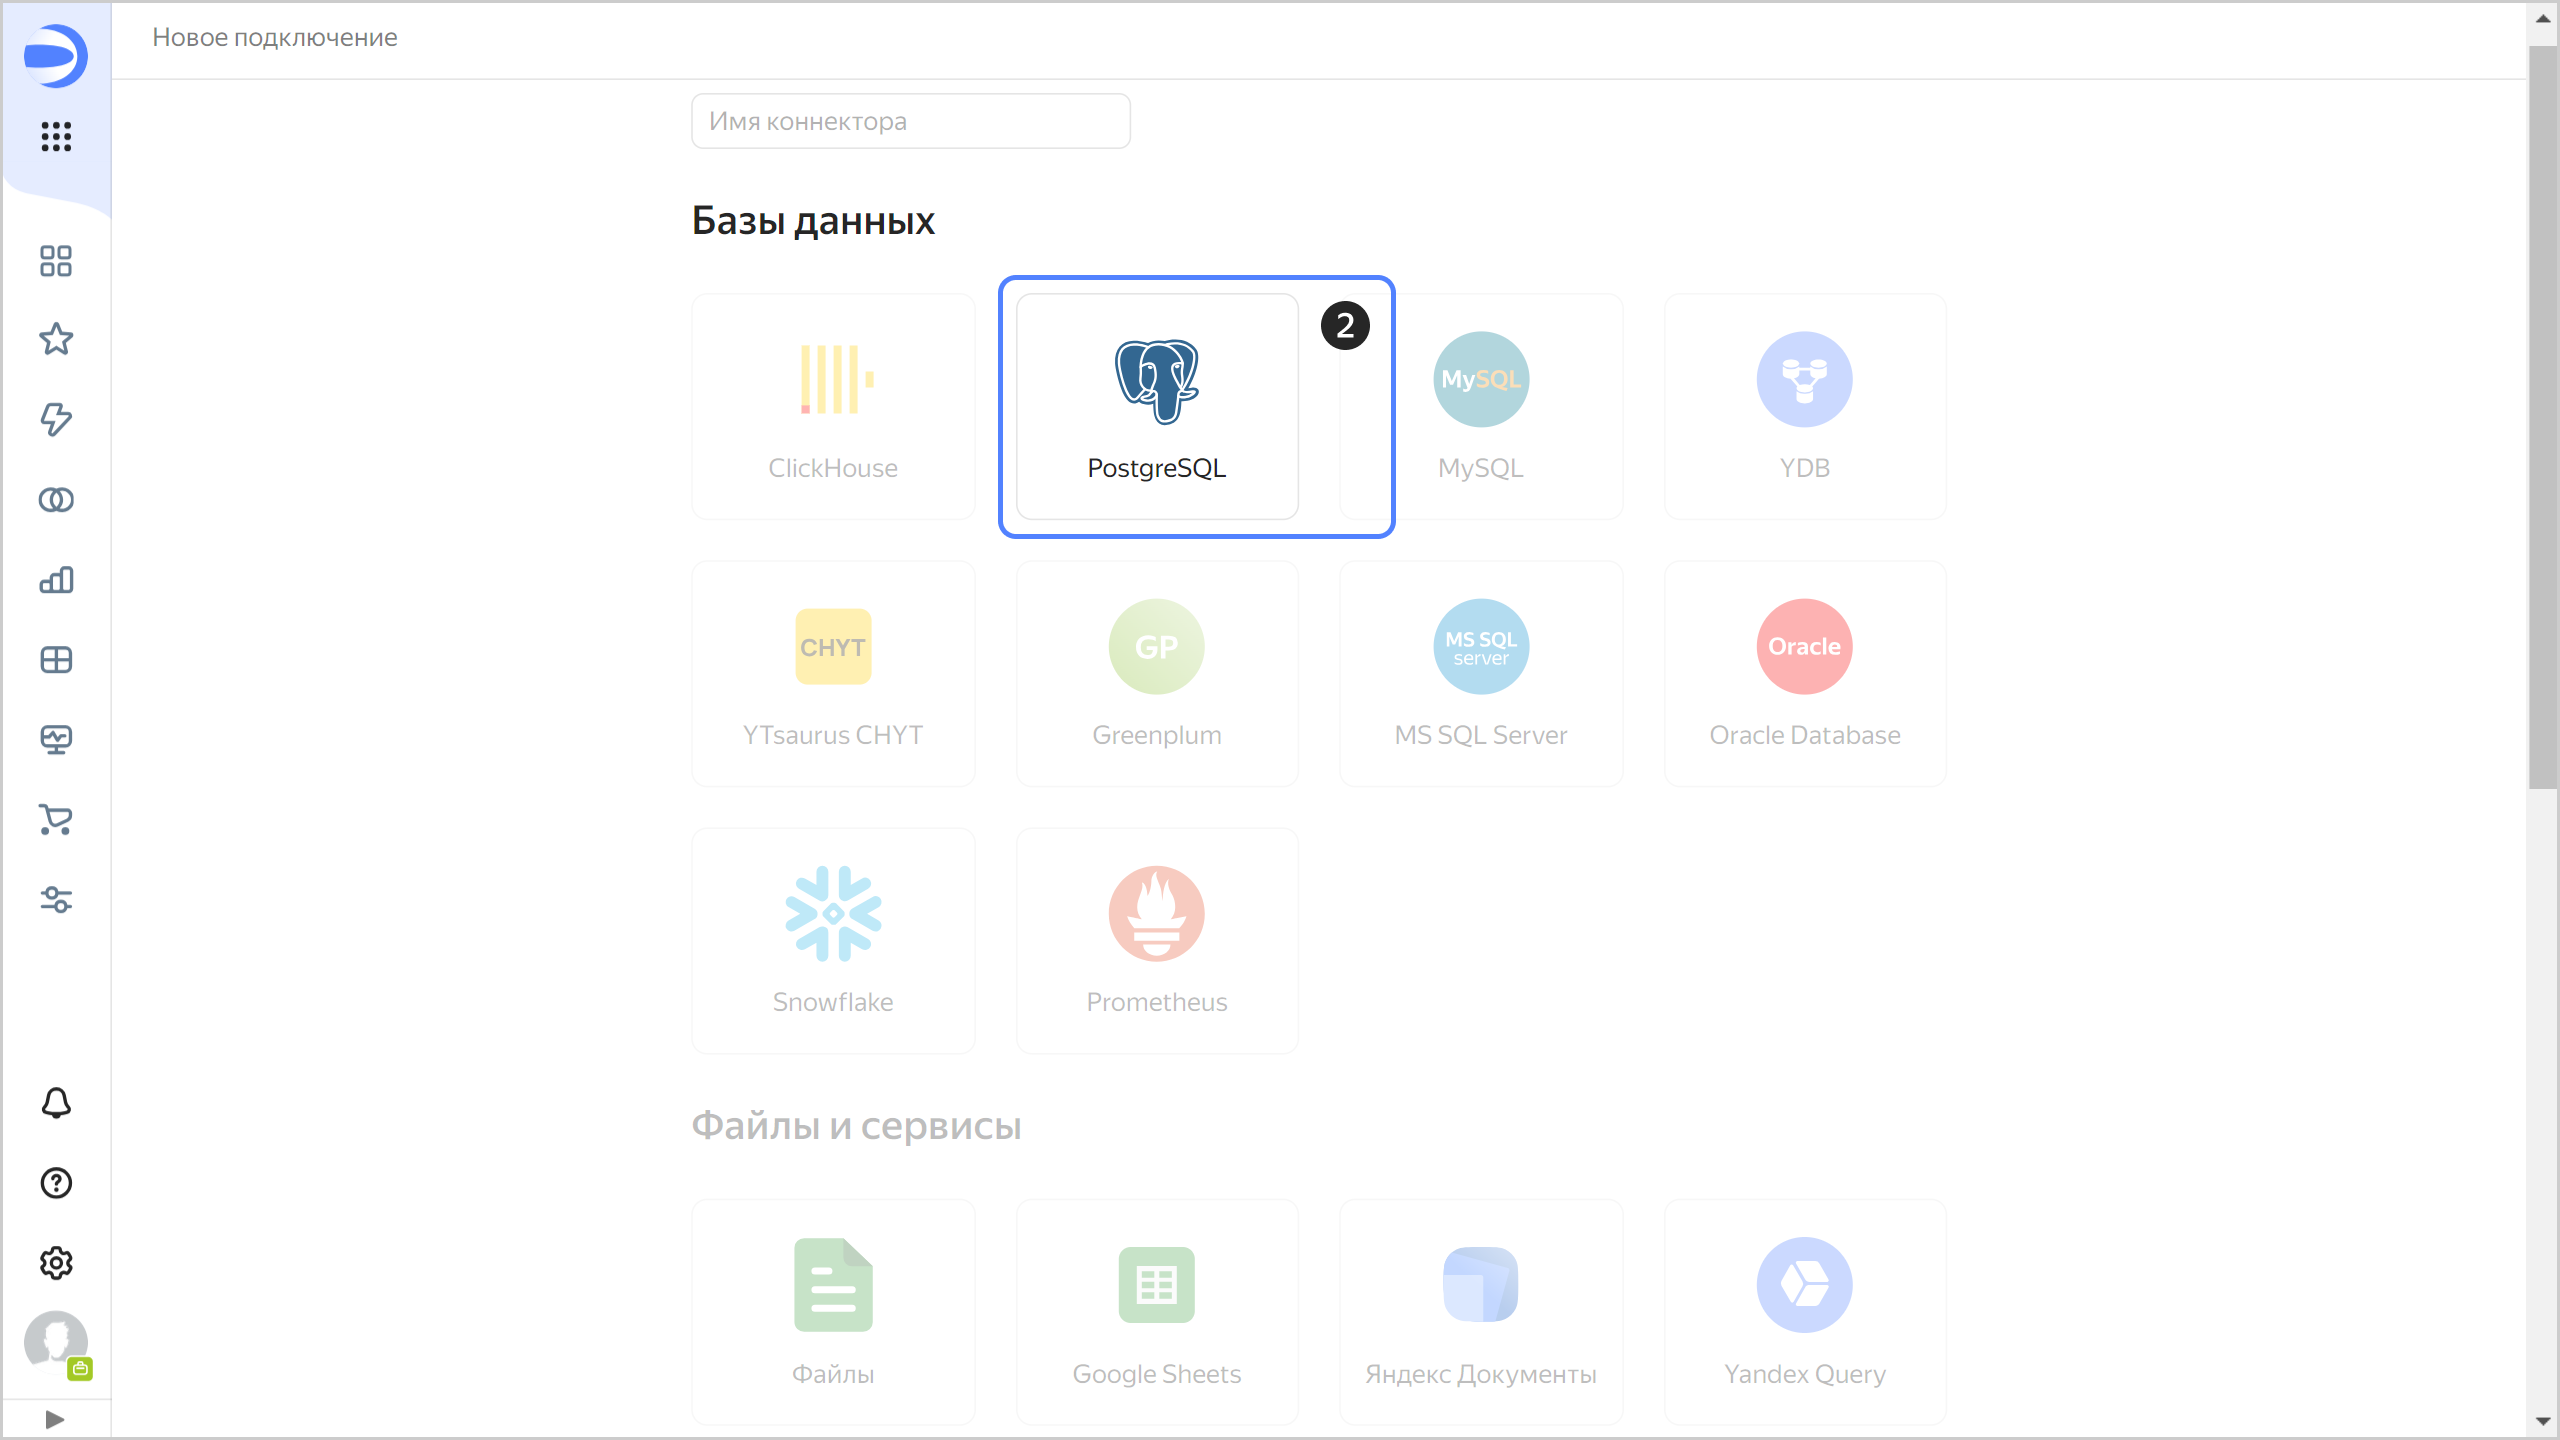 Новое подключение
Имя коннектора
Базы данных
2
MySQL
ClickHouse
PostgreSQL
MySQL
YDB
CHYT
GP
MS SQL
server
Oracle
YTsaurus CHYT
Greenplum
MS SQL Server
Oracle Database
Snowflake
Prometheus
Файлы и сервисы
Файлы
Google Sheets
Яндекс Документы
Yandex Query